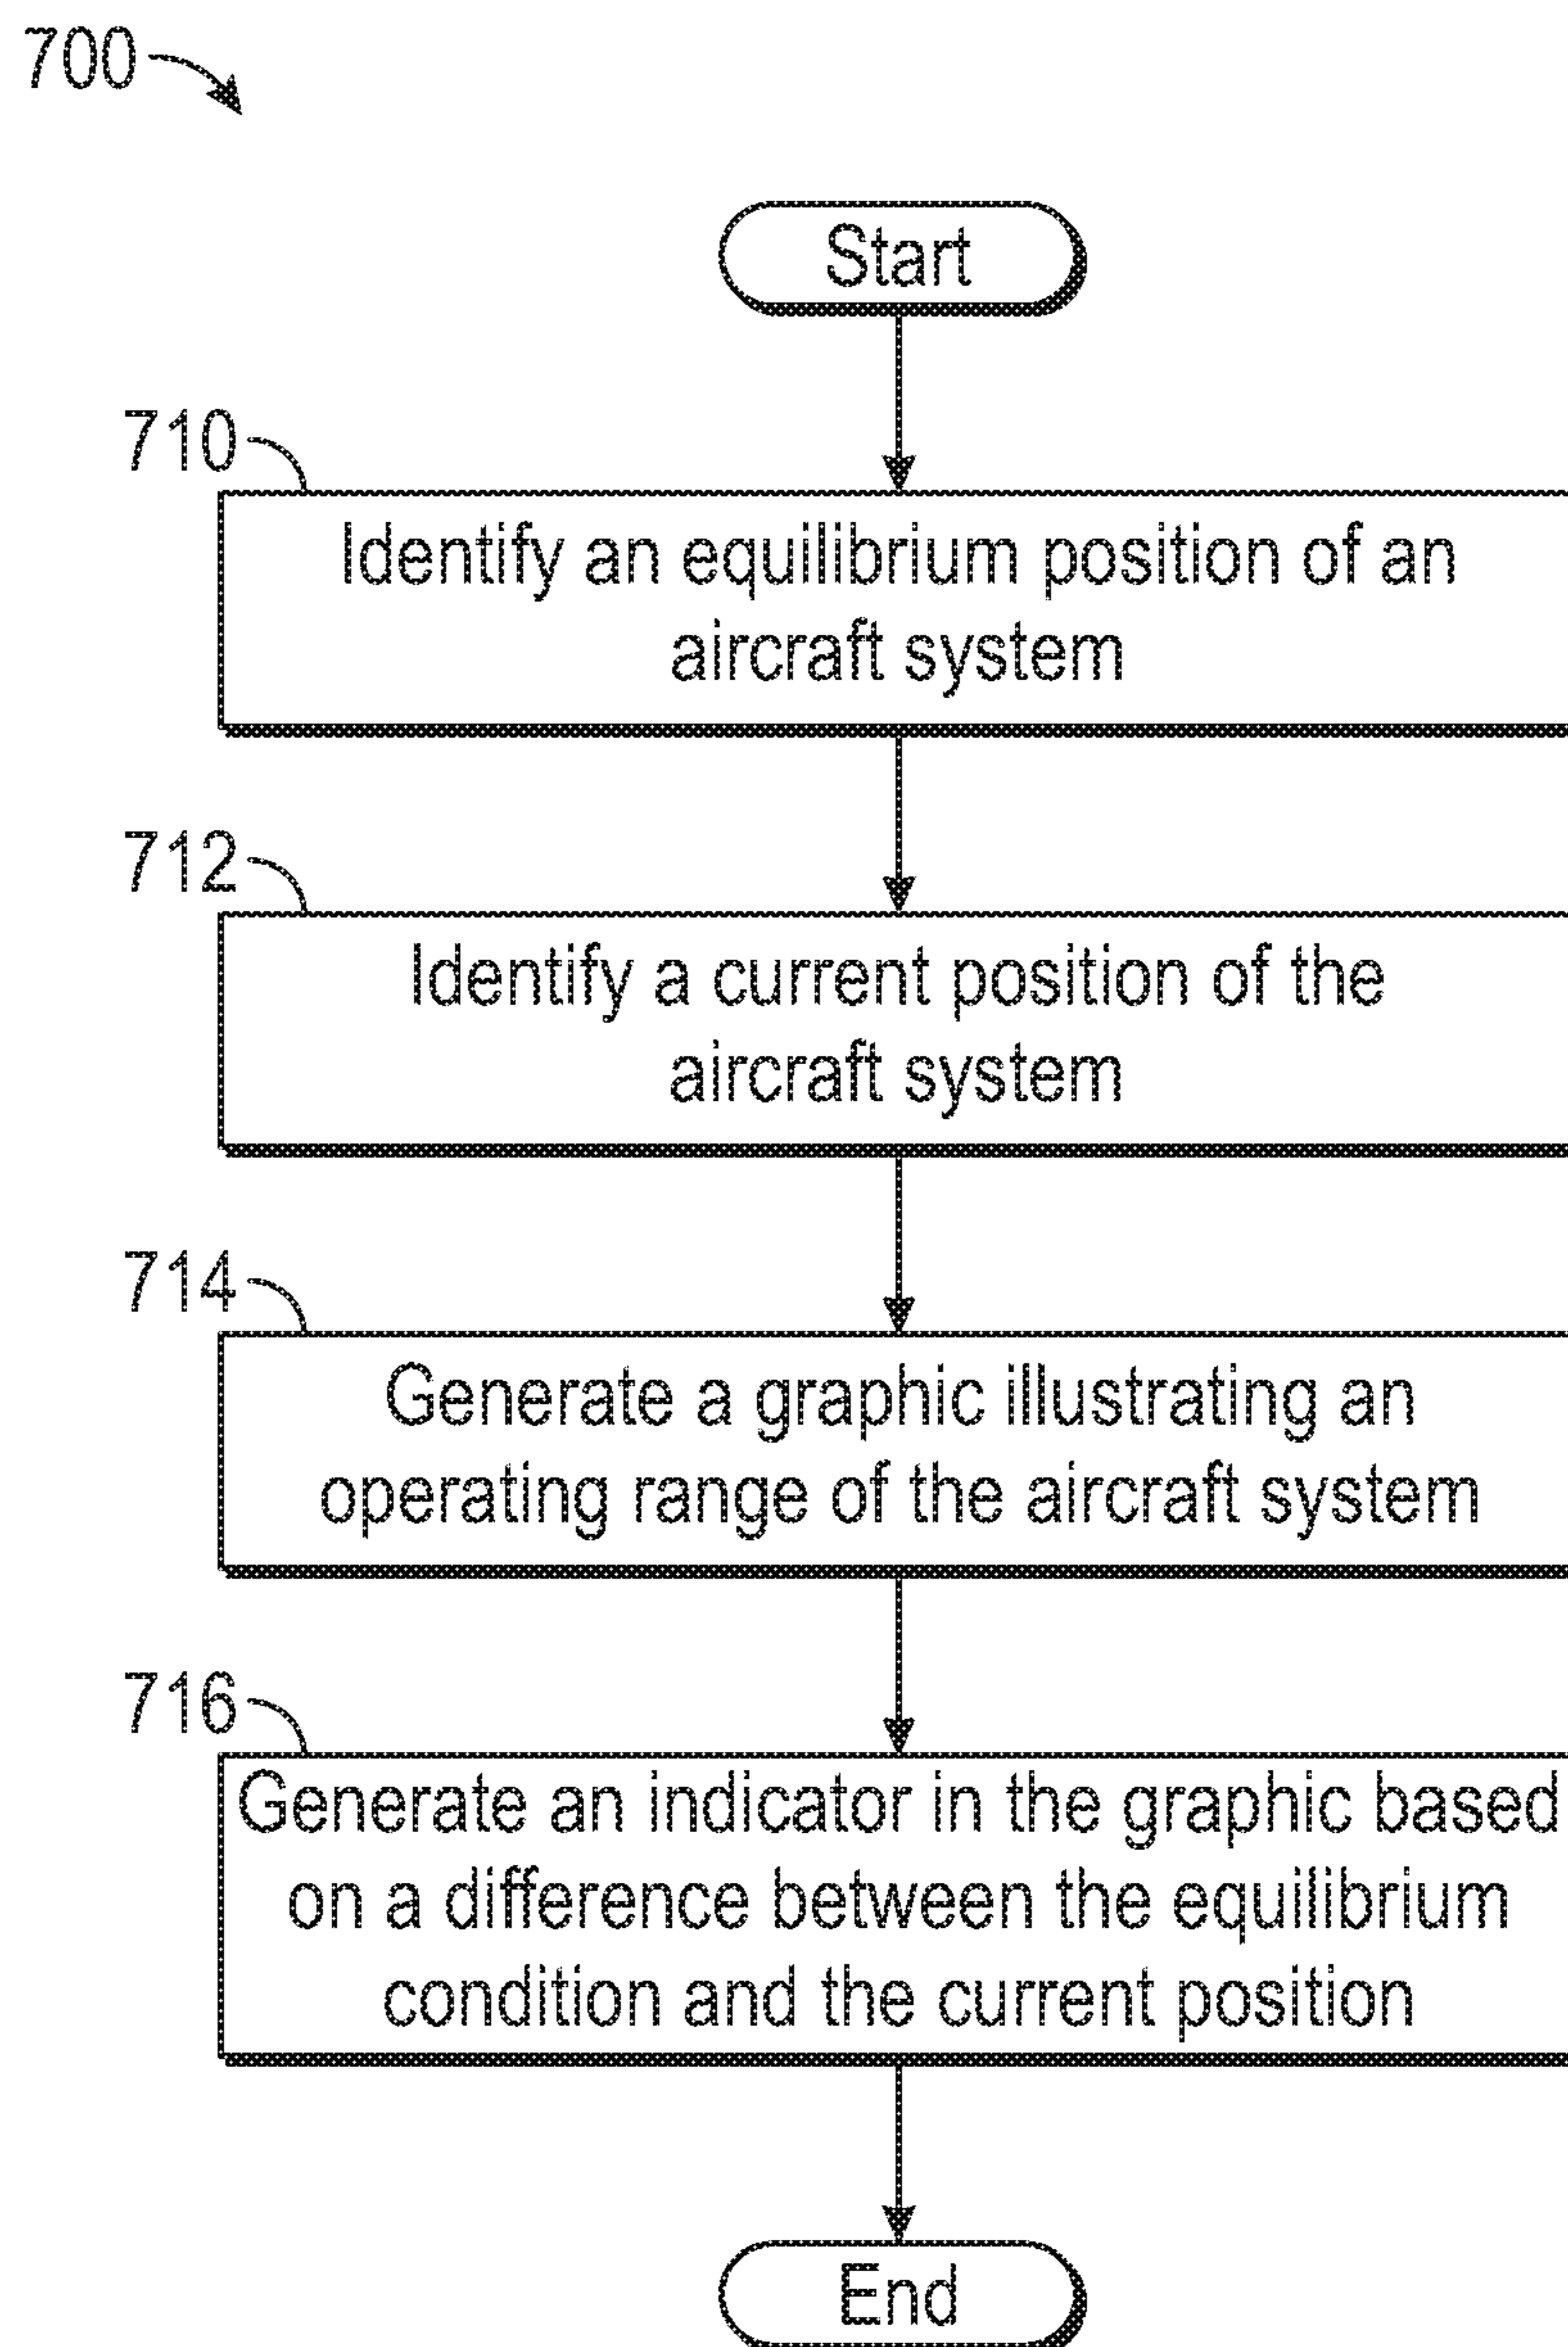 700
Start
710
Identify an equilibrium position of an
aircraft system
712
Identify a current position of the
aircraft system
714
Generate a graphic illustrating an
operating range of the aircraft system
716
Generate an indicator in the graphic based
on a difference between the equilibrium
condition and the current position
End